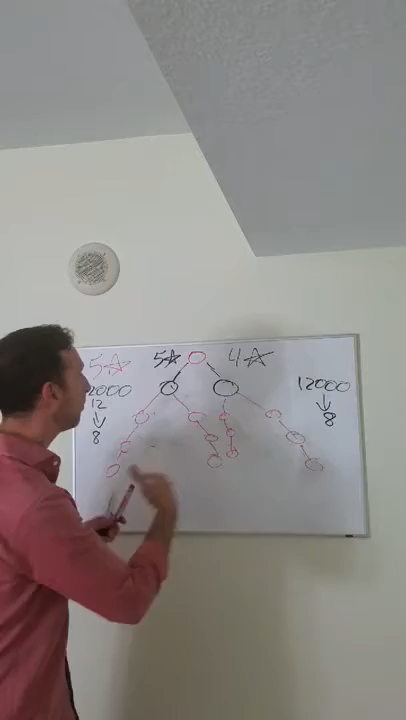 5☆ 5☆ 4☆
2000 12000
12 ↓
↓ 8
8